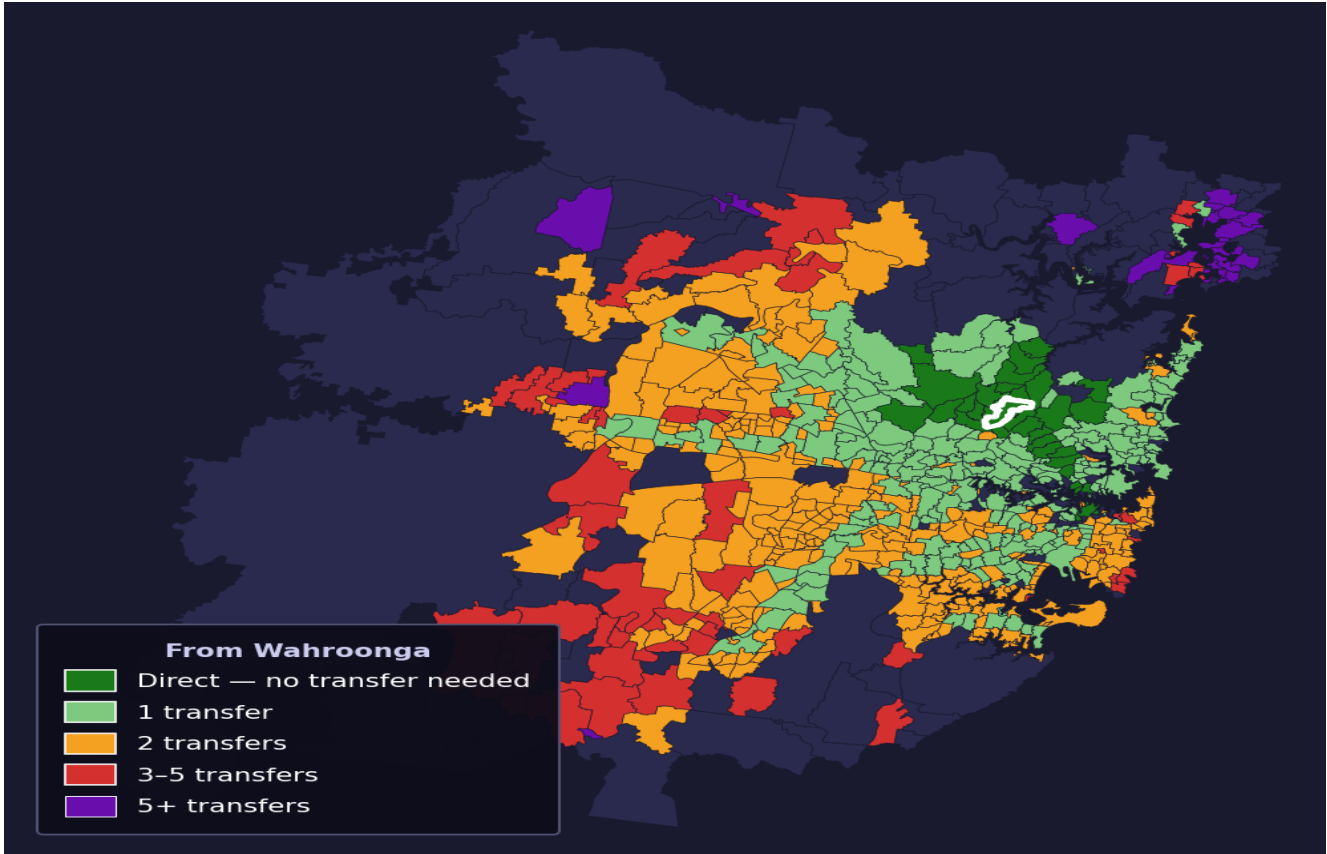 From Wahroonga
Direct — no transfer needed
1 transfer
2 transfers
3–5 transfers
5+ transfers